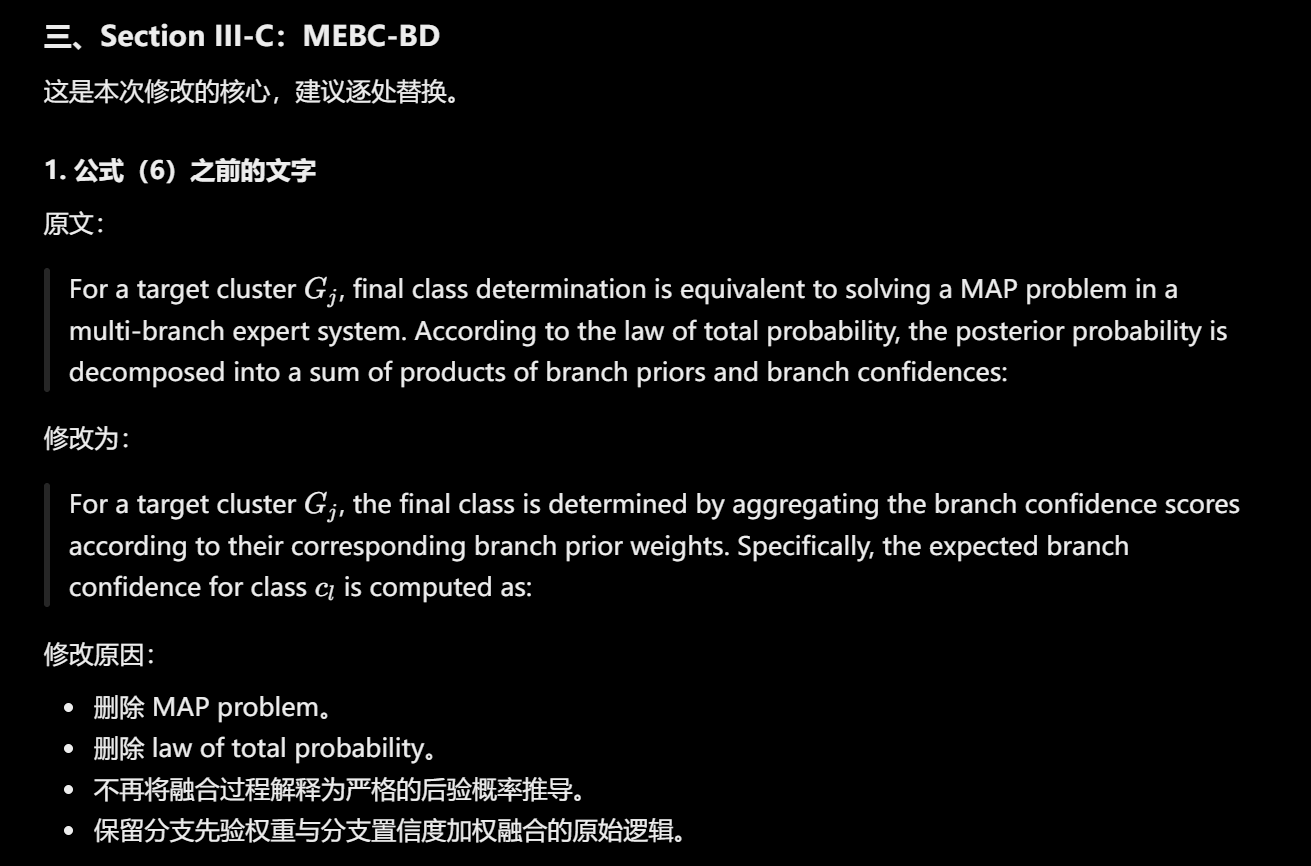 三、Section III-C：MEBC-BD
这是本次修改的核心，建议逐处替换。
1. 公式（6）之前的文字
原文：
For a target cluster G_j, final class determination is equivalent to solving a MAP problem in a
multi-branch expert system. According to the law of total probability, the posterior probability is
decomposed into a sum of products of branch priors and branch confidences:
修改为：
For a target cluster G_j, the final class is determined by aggregating the branch confidence scores
according to their corresponding branch prior weights. Specifically, the expected branch
confidence for class c_l is computed as:
修改原因：
• 删除 MAP problem。
• 删除 law of total probability。
• 不再将融合过程解释为严格的后验概率推导。
• 保留分支先验权重与分支置信度加权融合的原始逻辑。